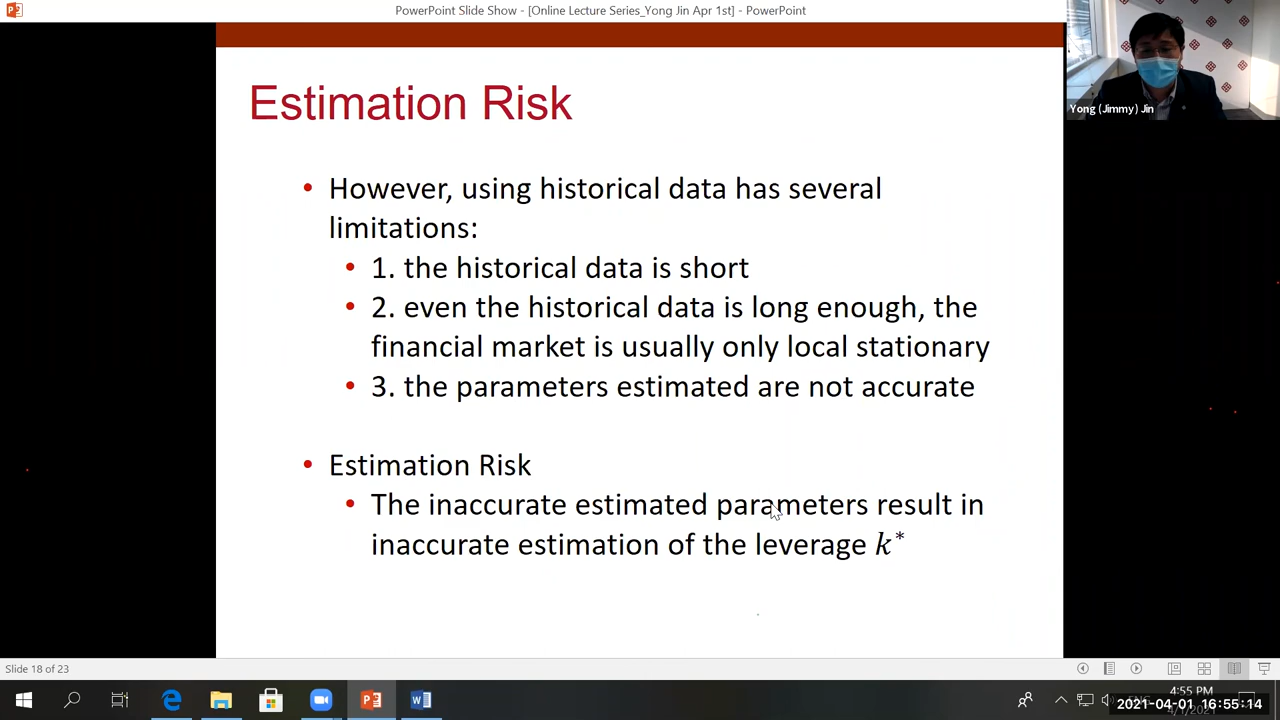 PowerPoint Slide Show - [Online Lecture Series_Yong Jin Apr 1st] - PowerPoint
Yong (Jimmy) Jin
Estimation Risk
• However, using historical data has several
limitations:
• 1. the historical data is short
• 2. even the historical data is long enough, the
financial market is usually only local stationary
• 3. the parameters estimated are not accurate
• Estimation Risk
• The inaccurate estimated parameters result in
inaccurate estimation of the leverage k*
Slide 18 of 23
4:55 PM
2021-04-01 16:55:14